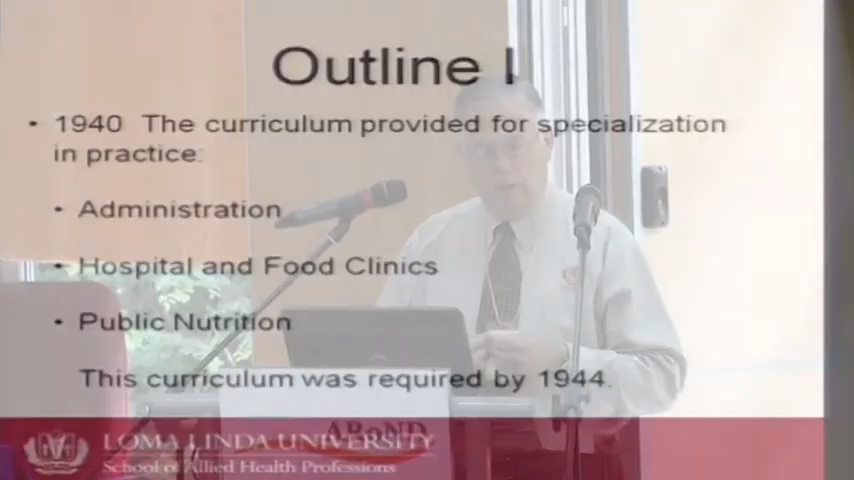 Outline I
• 1940 The curriculum provided for specialization
in practice:
• Administration
• Hospital and Food Clinics
• Public Nutrition
This curriculum was required by 1944.
LOMA LINDA UNIVERSITY
School of Allied Health Professions